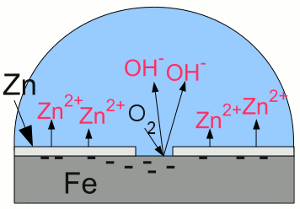 OH⁻ OH⁻
Zn
Zn²⁺ Zn²⁺ O₂ Zn²⁺ Zn²⁺
Fe